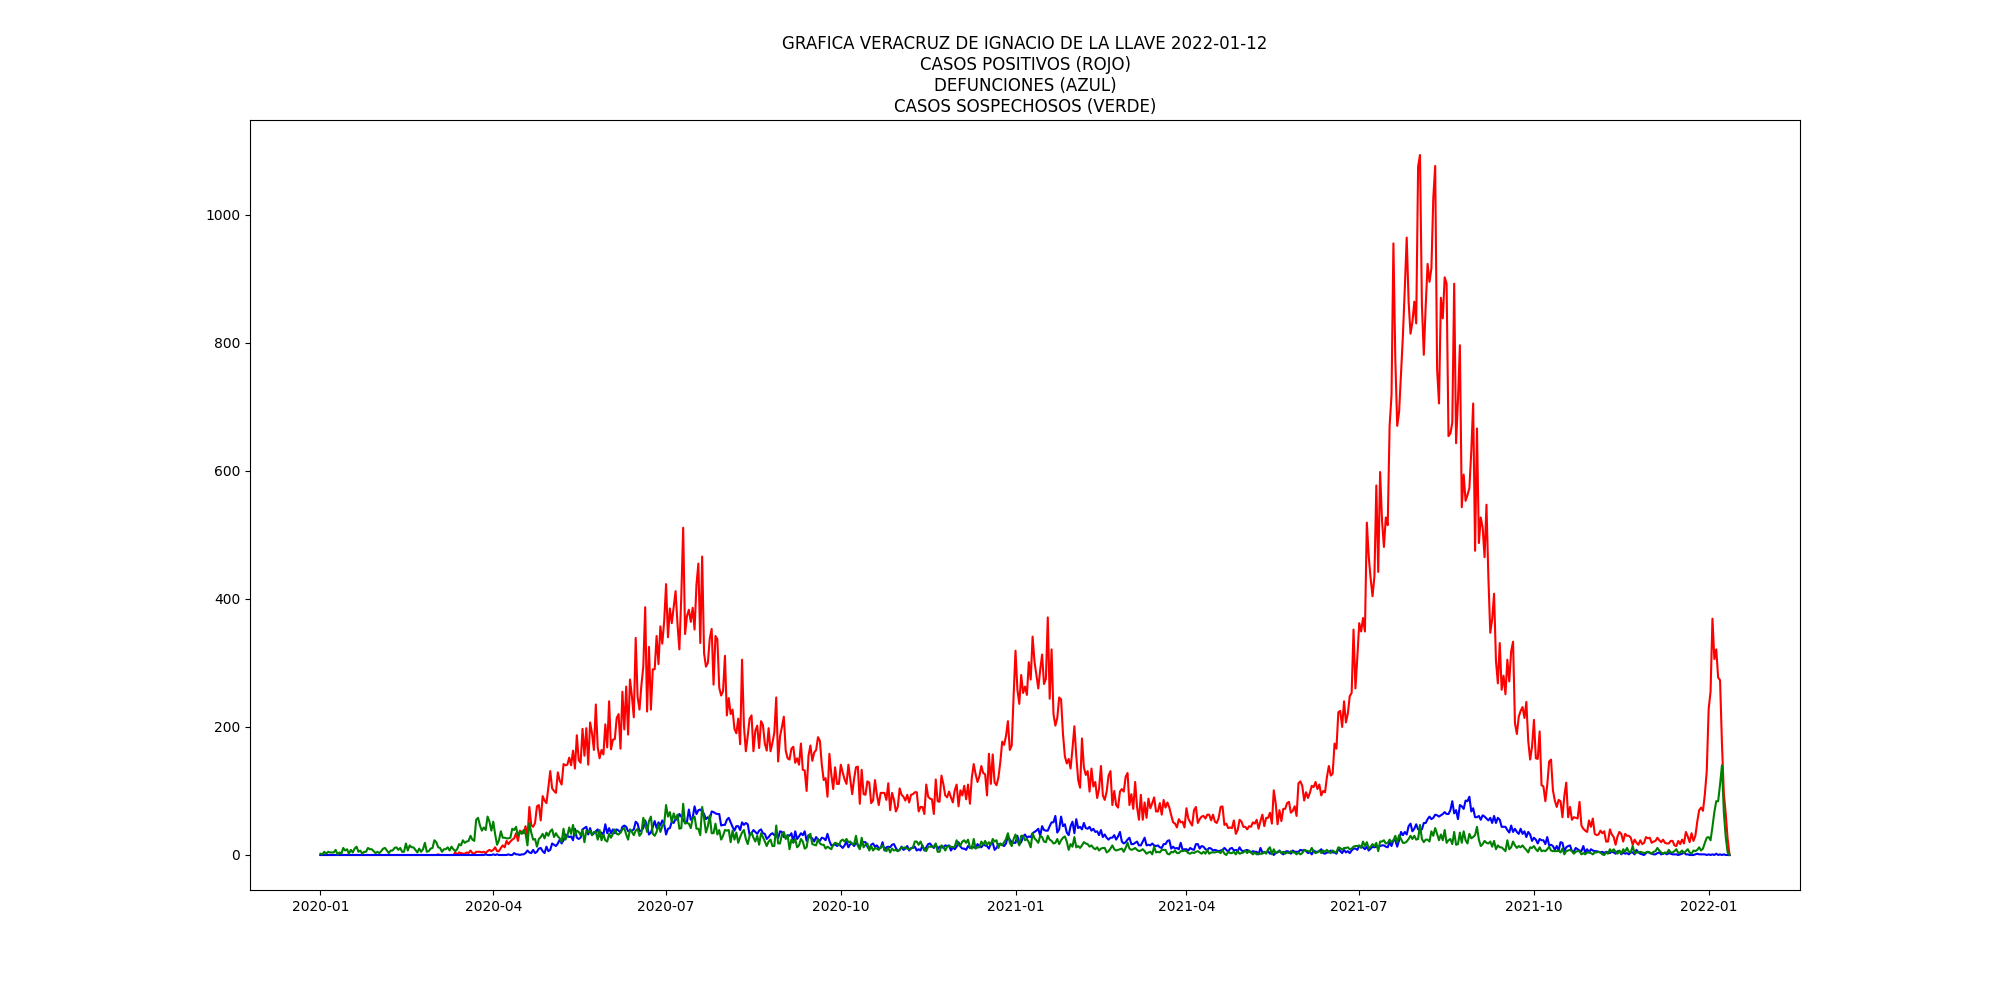 GRAFICA VERACRUZ DE IGNACIO DE LA LLAVE 2022-01-12
CASOS POSITIVOS (ROJO)
DEFUNCIONES (AZUL)
CASOS SOSPECHOSOS (VERDE)
1000
800
600
400
200
0
2020-01 2020-04 2020-07 2020-10 2021-01 2021-04 2021-07 2021-10 2022-01